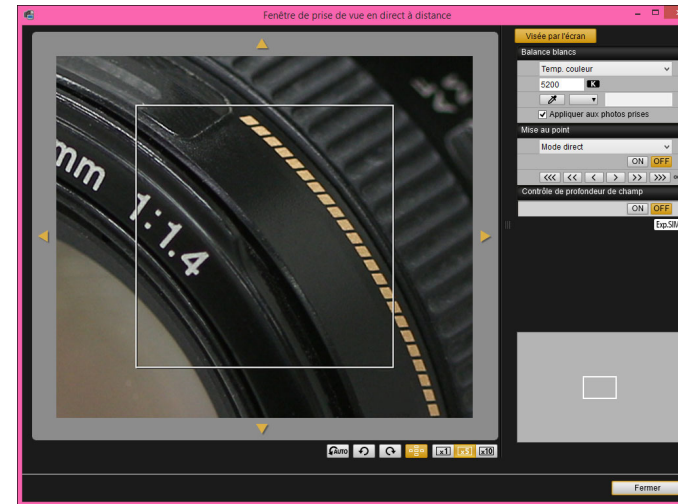 Fenêtre de prise de vue en direct à distance
Visée par l'écran
Balance blancs
Temp. couleur
5200 K
Appliquer aux photos prises
Mise au point
Mode direct
ON OFF
<<< << < > >> >>>
Contrôle de profondeur de champ
ON OFF
Exp.SIM
AF
mm 1:1.4
AUTO
x1 x5 x10
Fermer